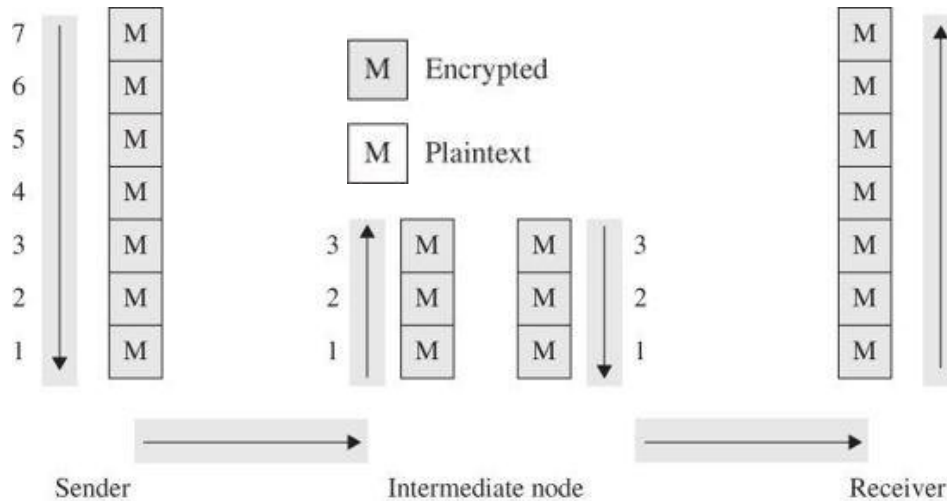 7 M M
6 M M Encrypted M
5 M M Plaintext M
4 M M
3 M 3 M M 3 M
2 M 2 M M 2 M
1 M 1 M M 1 M
Sender Intermediate node Receiver